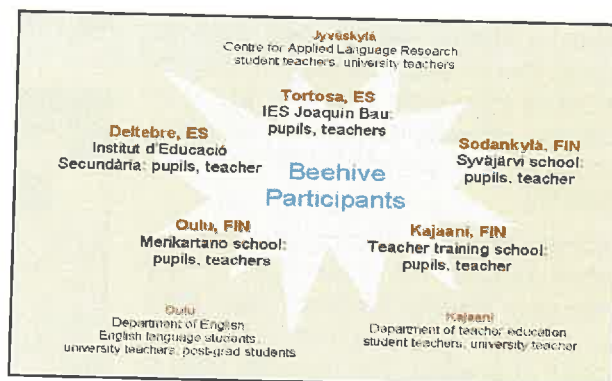 Jyväskylä
Centre for Applied Language Research
student teachers, university teachers
Tortosa, ES
IES Joaquin Bau:
pupils, teachers
Deltebre, ES
Institut d'Educació
Secundària: pupils, teacher
Sodankylä, FIN
Syväjärvi school:
pupils, teacher
Beehive
Participants
Oulu, FIN
Merikartano school:
pupils, teachers
Kajaani, FIN
Teacher training school:
pupils, teacher
Oulu
Department of English
English language students
university teachers, post-grad students
Kajaani
Department of teacher education
student teachers, university teacher